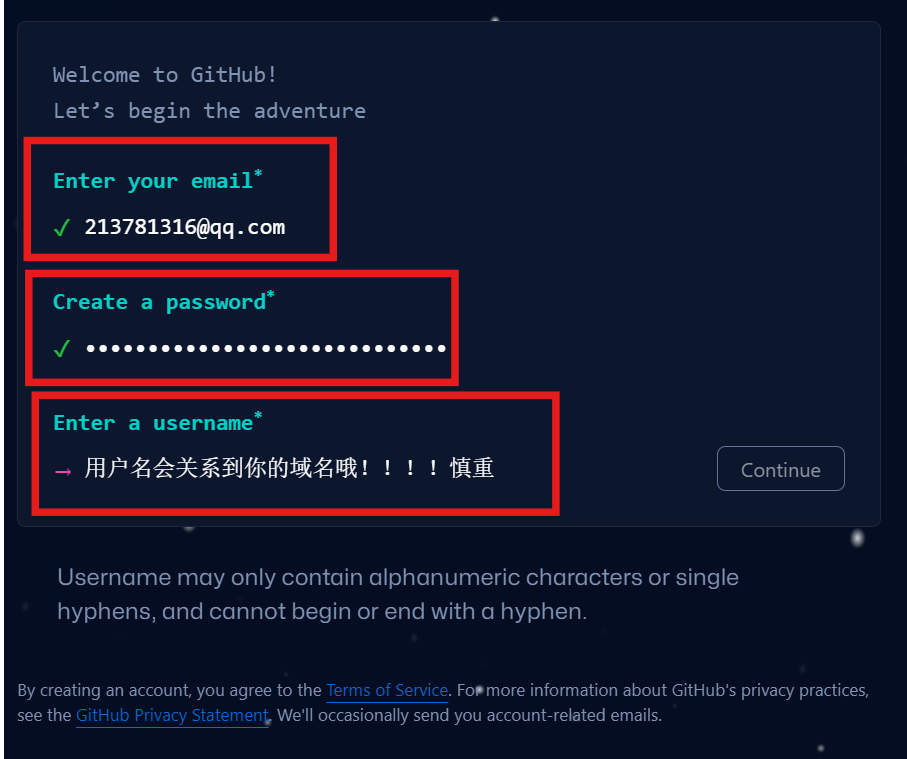 Welcome to GitHub!
Let’s begin the adventure
Enter your email*
✓ 213781316@qq.com
Create a password*
✓ •••••••••••••••••••••••••••••
Enter a username*
→ 用户名会关系到你的域名哦！！！！慎重
Continue
Username may only contain alphanumeric characters or single
hyphens, and cannot begin or end with a hyphen.
By creating an account, you agree to the Terms of Service. For more information about GitHub's privacy practices,
see the GitHub Privacy Statement. We'll occasionally send you account-related emails.